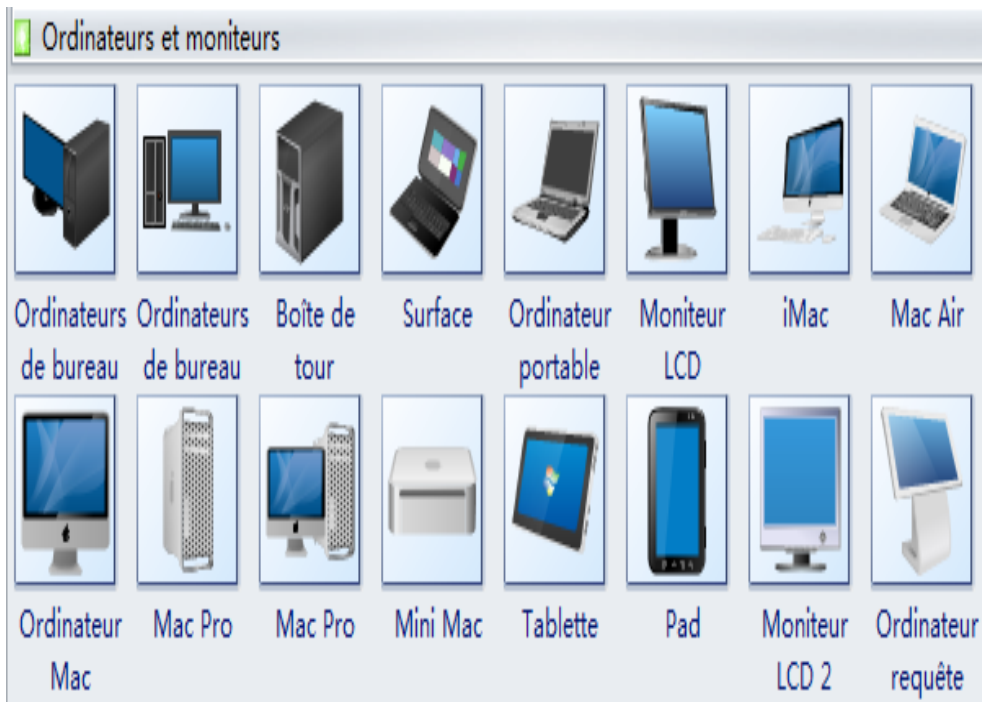 Ordinateurs et moniteurs
Ordinateurs Ordinateurs Boîte de Surface Ordinateur Moniteur iMac Mac Air
de bureau de bureau tour portable LCD
Ordinateur Mac Pro Mac Pro Mini Mac Tablette Pad Moniteur Ordinateur
Mac LCD 2 requête